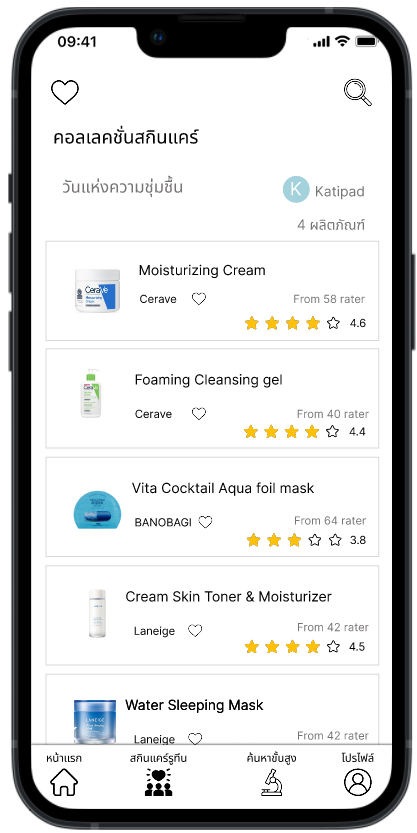 09:41
คอลเลคชั่นสกินแคร์
วันแห่งความชุ่มชื้น
K Katipad
4 ผลิตภัณฑ์
Moisturizing Cream
Cerave
From 58 rater
4.6
CeraVe
Foaming Cleansing gel
Cerave
From 40 rater
4.4
Vita Cocktail Aqua foil mask
BANOBAGI
From 64 rater
3.8
Cream Skin Toner & Moisturizer
Laneige
From 42 rater
4.5
Water Sleeping Mask
LANEIGE
Laneige
From 42 rater
หน้าแรก
สกินแคร์รูทีน
ค้นหาขั้นสูง
โปรไฟล์